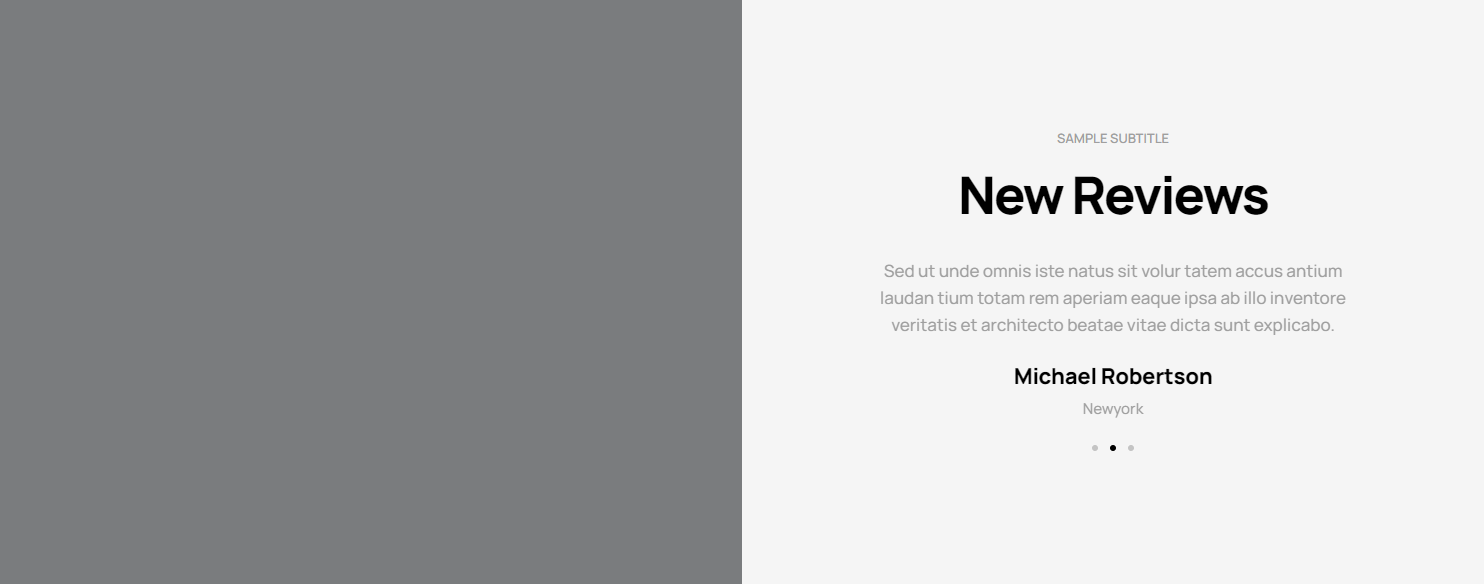 SAMPLE SUBTITLE
New Reviews
Sed ut unde omnis iste natus sit volur tatem accus antium
laudan tium totam rem aperiam eaque ipsa ab illo inventore
veritatis et architecto beatae vitae dicta sunt explicabo.
Michael Robertson
Newyork